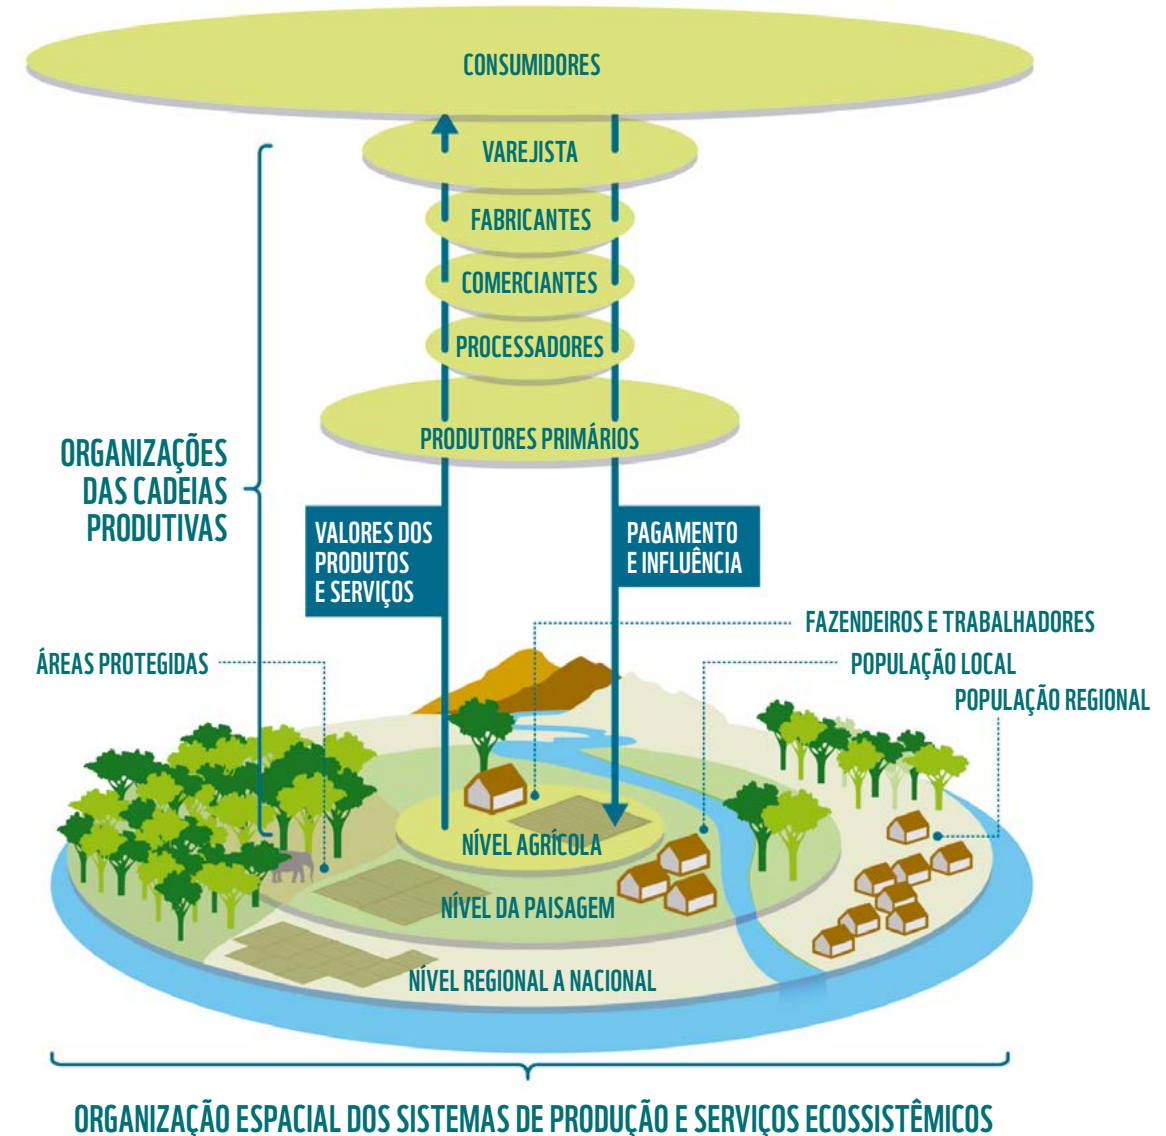 CONSUMIDORES
VAREJISTA
FABRICANTES
COMERCIANTES
PROCESSADORES
PRODUTORES PRIMÁRIOS
ORGANIZAÇÕES
DAS CADEIAS
PRODUTIVAS
VALORES DOS
PRODUTOS
E SERVIÇOS
PAGAMENTO
E INFLUÊNCIA
FAZENDEIROS E TRABALHADORES
ÁREAS PROTEGIDAS
POPULAÇÃO LOCAL
POPULAÇÃO REGIONAL
NÍVEL AGRÍCOLA
NÍVEL DA PAISAGEM
NÍVEL REGIONAL A NACIONAL
ORGANIZAÇÃO ESPACIAL DOS SISTEMAS DE PRODUÇÃO E SERVIÇOS ECOSSISTÊMICOS